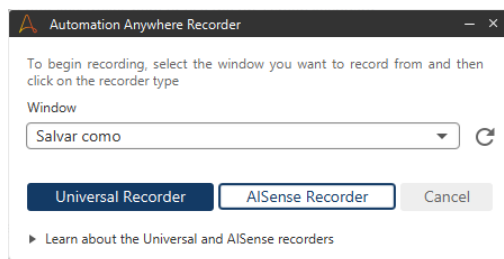 Automation Anywhere Recorder
To begin recording, select the window you want to record from and then
click on the recorder type
Window
Salvar como
Universal Recorder
AISense Recorder
Cancel
Learn about the Universal and AISense recorders